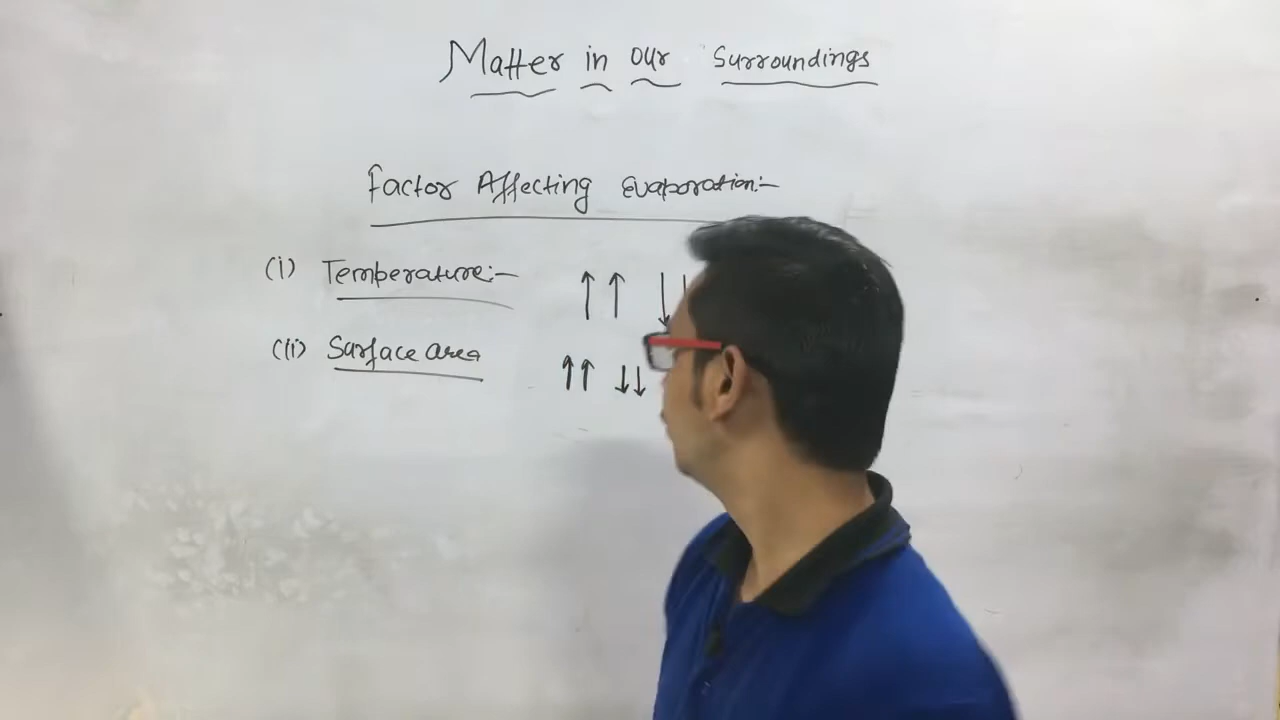 Matter in our Surroundings
Factor Affecting Evaporation:-
(i) Temperature:- ↑ ↑ ↓ ↓
(ii) Surface area ↑↑ ↓↓